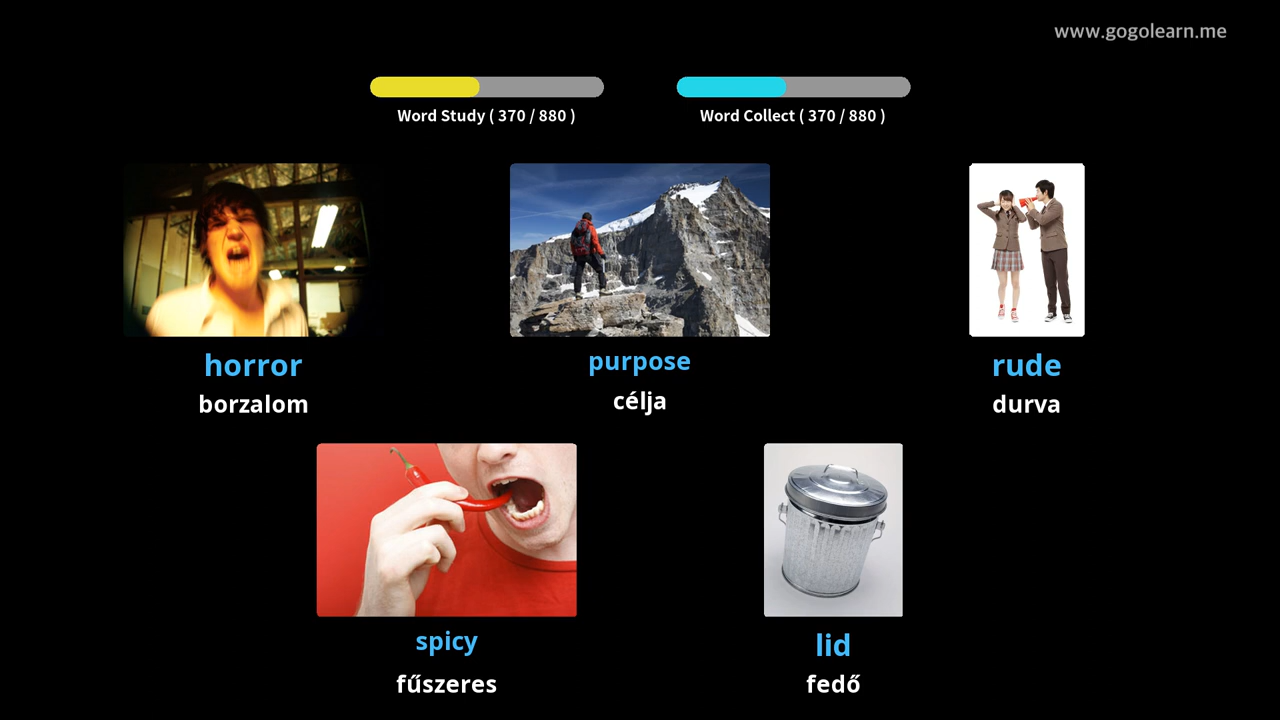 www.gogolearn.me
Word Study ( 370 / 880 )
Word Collect ( 370 / 880 )
horror
borzalom
purpose
célja
rude
durva
spicy
fűszeres
lid
fedő